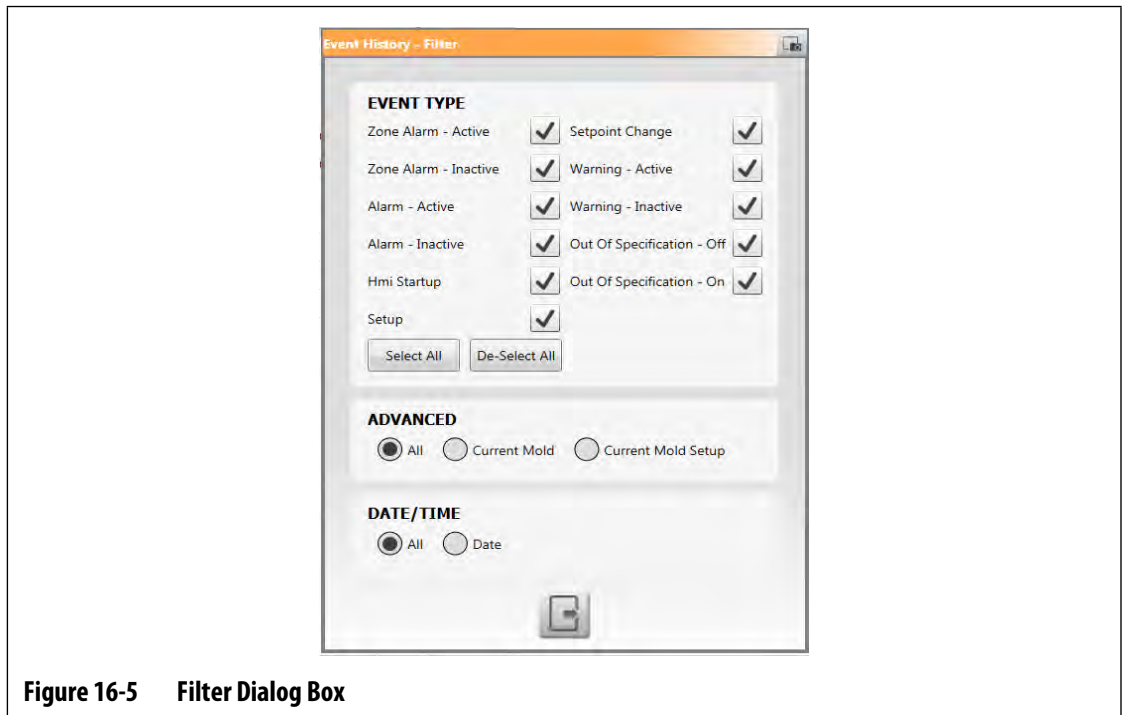 Event History - Filter
EVENT TYPE
Zone Alarm - Active
Setpoint Change
Zone Alarm - Inactive
Warning - Active
Alarm - Active
Warning - Inactive
Alarm - Inactive
Out Of Specification - Off
Hmi Startup
Out Of Specification - On
Setup
Select All
De-Select All
ADVANCED
All
Current Mold
Current Mold Setup
DATE/TIME
All
Date
Figure 16-5 Filter Dialog Box